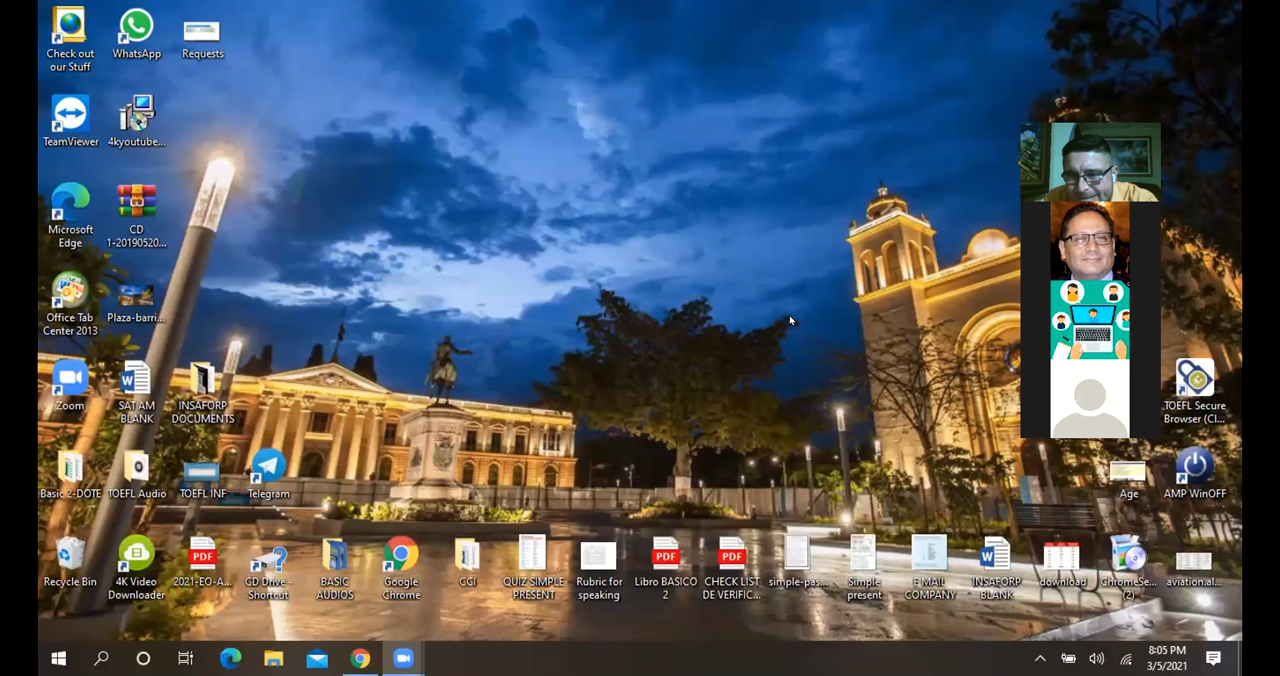 Check out
our Stuff
WhatsApp
Requests
TeamViewer
4kyoutube...
Microsoft
Edge
CD
1-20190520...
Office Tab
Center 2013
Plaza-barri...
Zoom
SAT AM
BLANK
INSAFORP
DOCUMENTS
TOEFL Secure
Browser (Cl...
Basic 2-DOTE
TOEFL Audio
TOEFL INF
Telegram
Age
AMP WinOFF
Recycle Bin
4K Video
Downloader
PDF
2021-EO-A...
CD Drive -
Shortcut
BASIC
AUDIOS
Google
Chrome
CCI
QUIZ SIMPLE
PRESENT
Rubric for
speaking
PDF
Libro BASICO
2
PDF
CHECK LIST
DE VERIFIC...
simple-pas...
Simple
present
E MAIL
COMPANY
INSAFORP
BLANK
download
ChromeSe...
(2)
aviation.al...
8:05 PM
3/5/2021